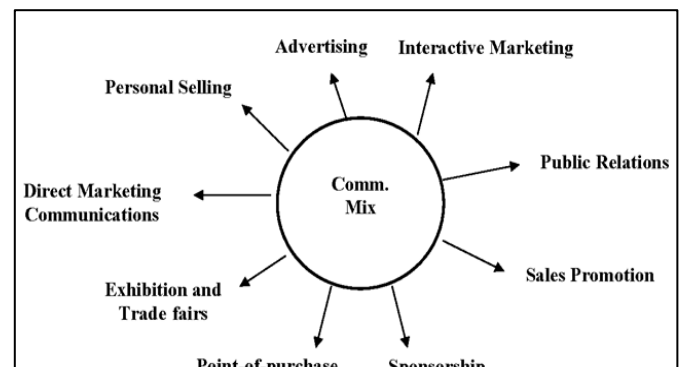 Advertising
Interactive Marketing
Personal Selling
Public Relations
Comm.
Mix
Direct Marketing
Communications
Sales Promotion
Exhibition and
Trade fairs
Point-of-purchase
Sponsorship